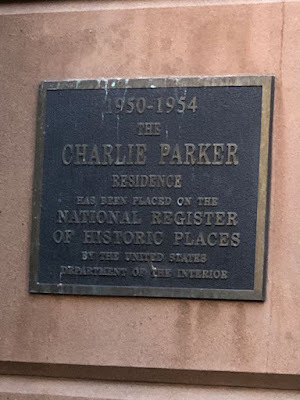 1950-1954
THE
CHARLIE PARKER
RESIDENCE
HAS BEEN PLACED ON THE
NATIONAL REGISTER
OF HISTORIC PLACES
BY THE UNITED STATES
DEPARTMENT OF THE INTERIOR